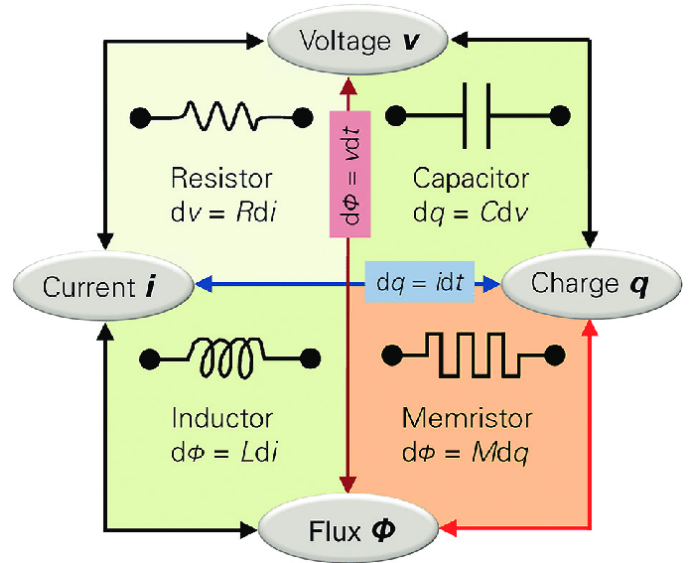 Voltage v
Resistor
dv = Rdi
dΦ = vdt
Capacitor
dq = Cdv
Current i
dq = idt
Charge q
Inductor
dΦ = Ldi
Memristor
dΦ = Mdq
Flux Φ